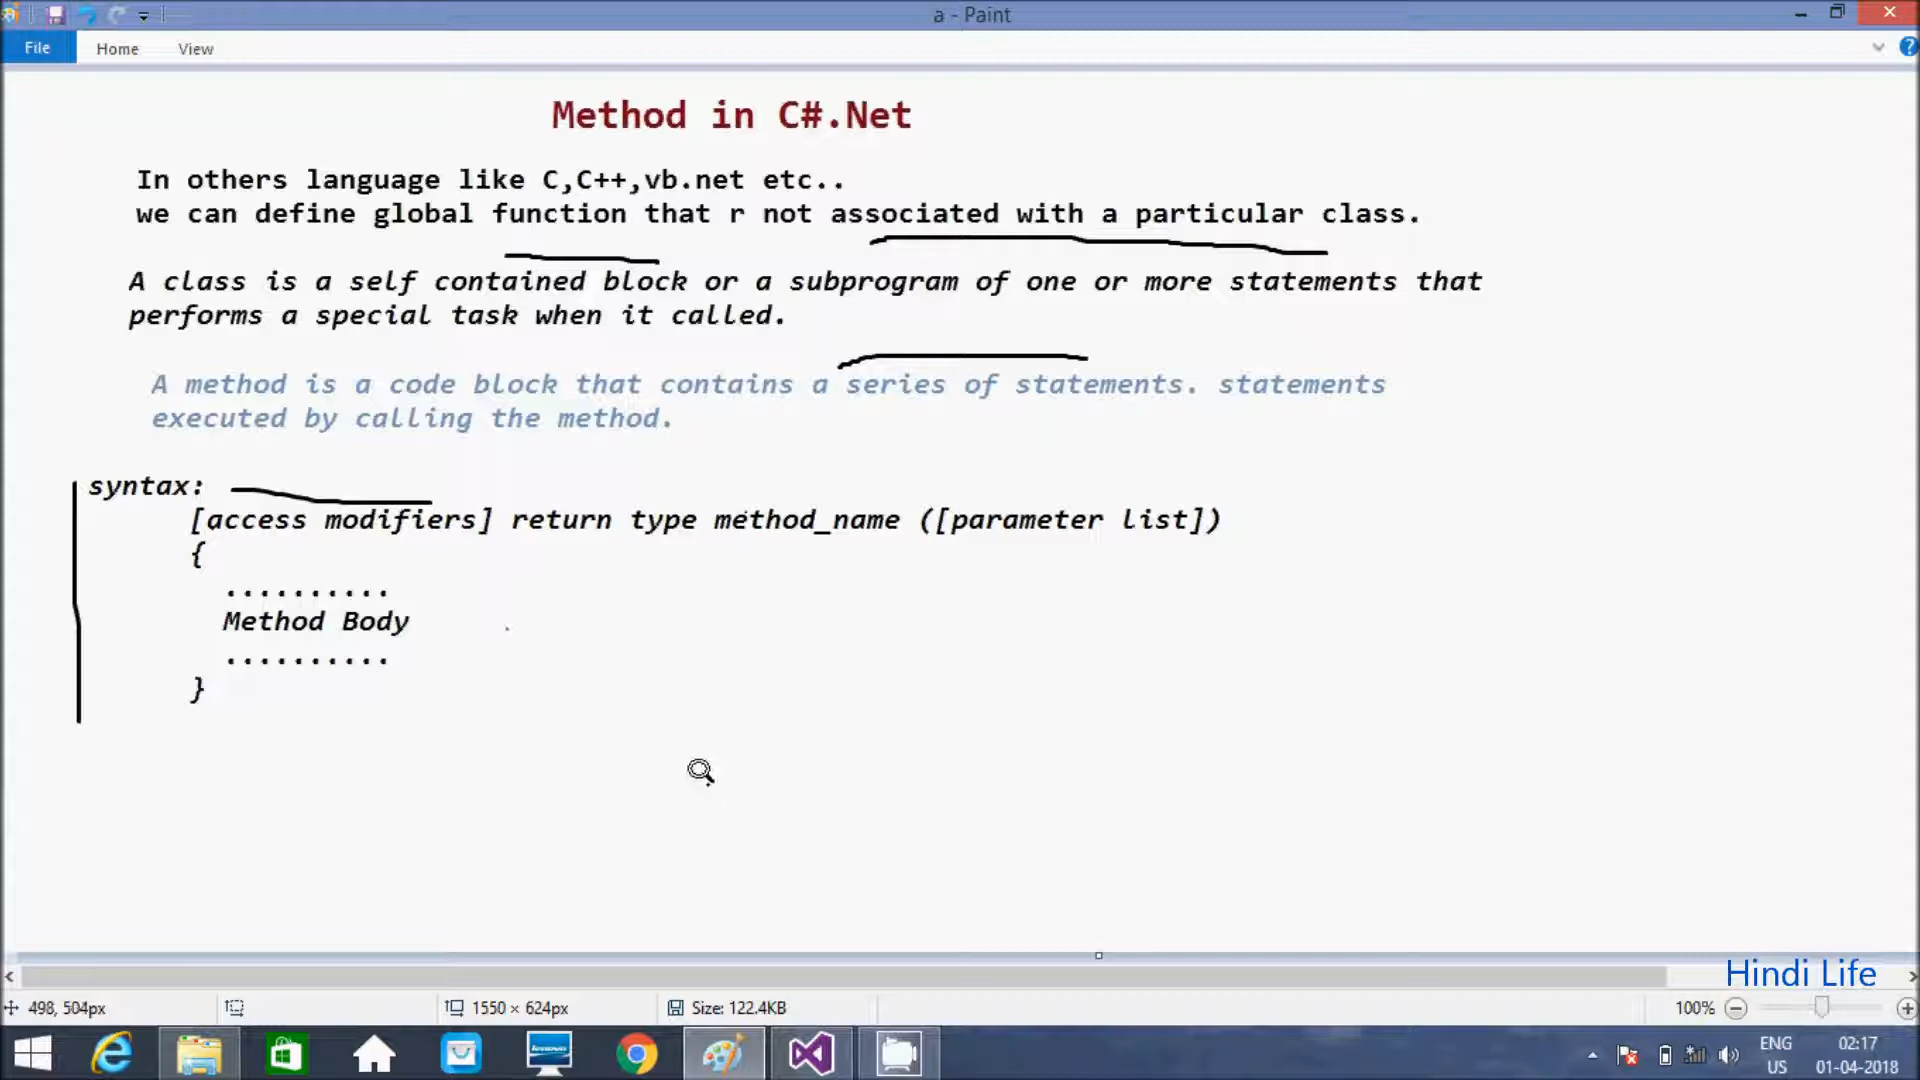 a - Paint
File Home View
Method in C#.Net
In others language like C,C++,vb.net etc..
we can define global function that r not associated with a particular class.
A class is a self contained block or a subprogram of one or more statements that
performs a special task when it called.
A method is a code block that contains a series of statements. statements
executed by calling the method.
syntax:
[access modifiers] return type method_name ([parameter list])
{
..........
Method Body
..........
}
Hindi Life
498, 504px 1550 × 624px Size: 122.4KB 100%
ENG 02:17
US 01-04-2018